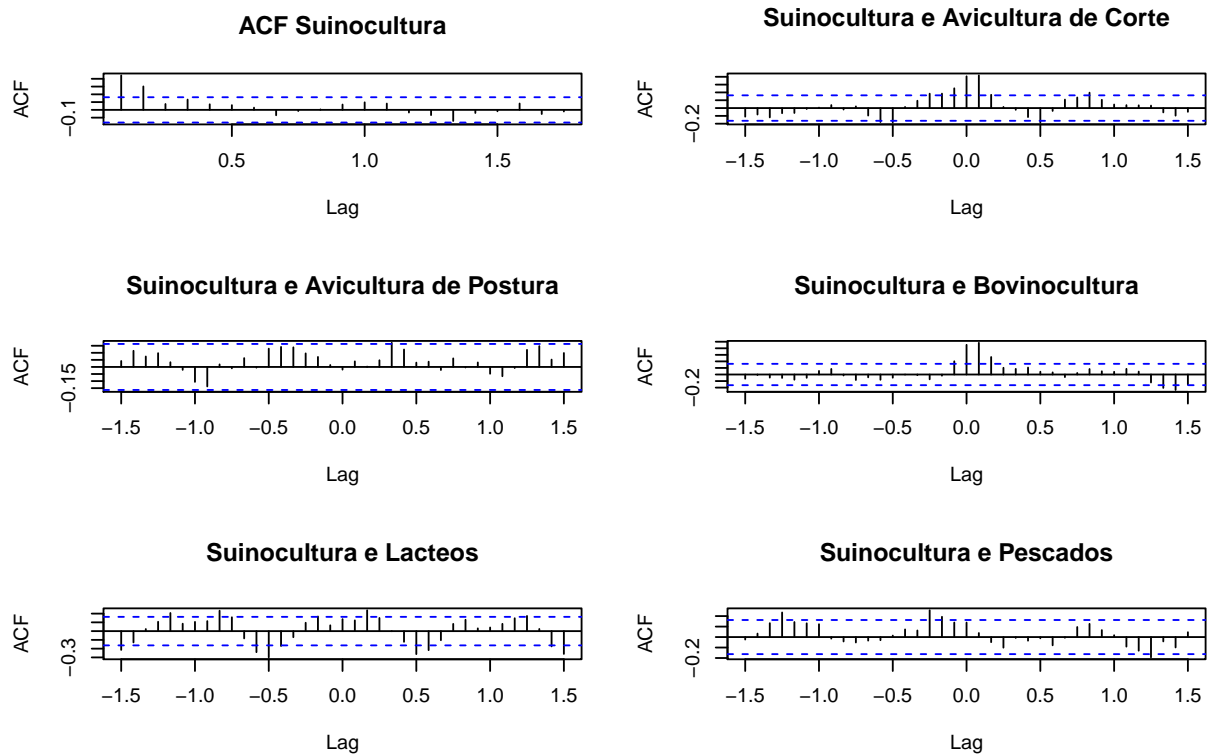 ACF Suinocultura
ACF
−0.1
0.5 1.0 1.5
Lag
Suinocultura e Avicultura de Corte
ACF
−0.2
−1.5 −1.0 −0.5 0.0 0.5 1.0 1.5
Lag
Suinocultura e Avicultura de Postura
ACF
−0.15
−1.5 −1.0 −0.5 0.0 0.5 1.0 1.5
Lag
Suinocultura e Bovinocultura
ACF
−0.2
−1.5 −1.0 −0.5 0.0 0.5 1.0 1.5
Lag
Suinocultura e Lacteos
ACF
−0.3
−1.5 −1.0 −0.5 0.0 0.5 1.0 1.5
Lag
Suinocultura e Pescados
ACF
−0.2
−1.5 −1.0 −0.5 0.0 0.5 1.0 1.5
Lag